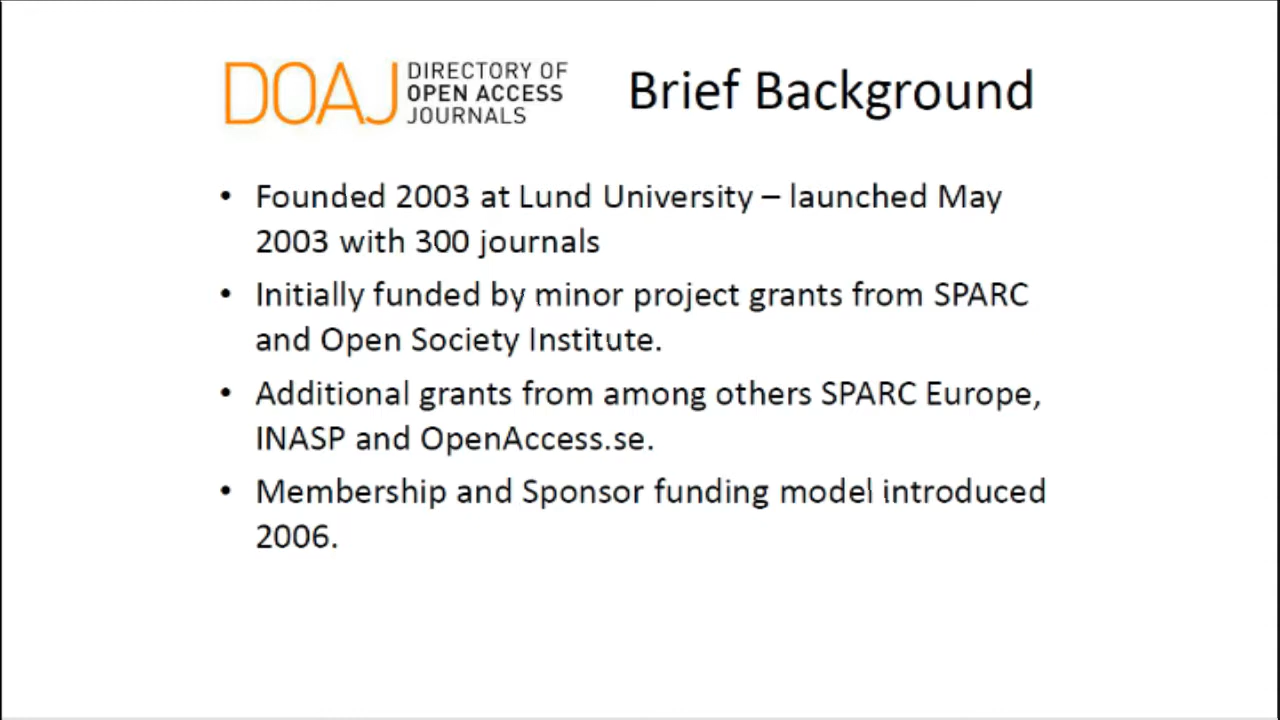 DOAJ DIRECTORY OF
OPEN ACCESS
JOURNALS
Brief Background
• Founded 2003 at Lund University – launched May
2003 with 300 journals
• Initially funded by minor project grants from SPARC
and Open Society Institute.
• Additional grants from among others SPARC Europe,
INASP and OpenAccess.se.
• Membership and Sponsor funding model introduced
2006.